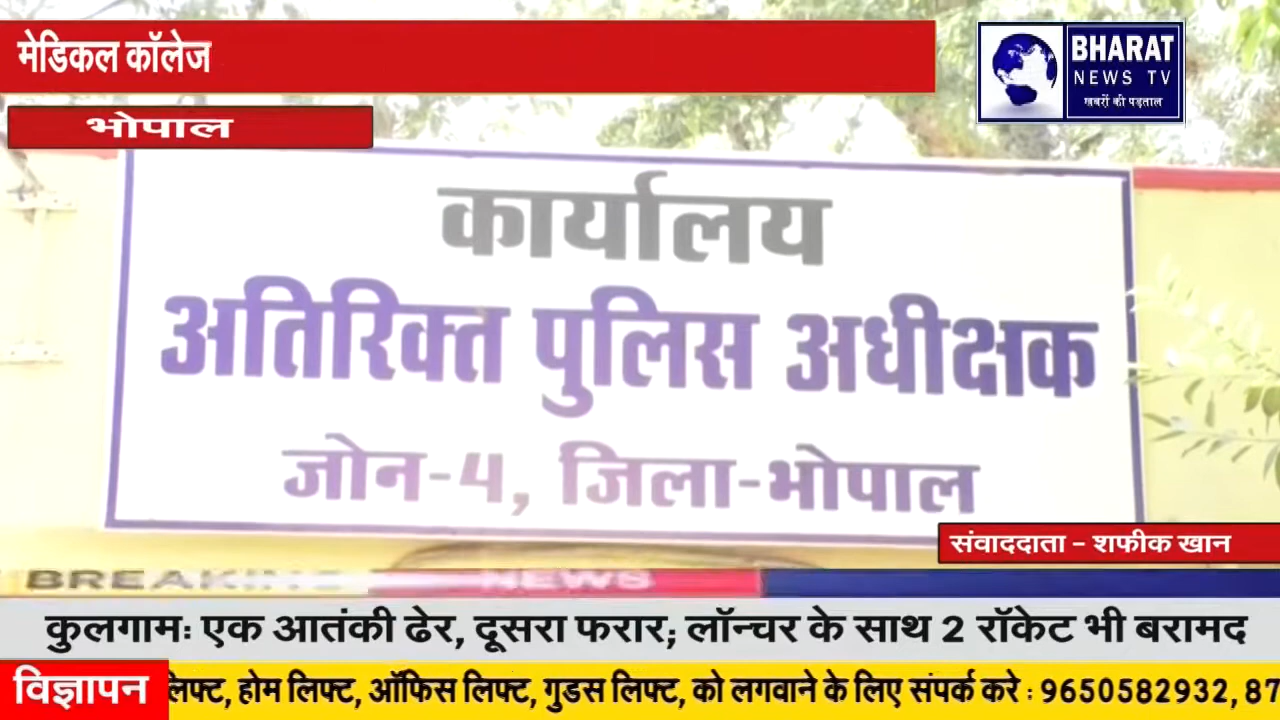 मेडिकल कॉलेज
BHARAT
NEWS TV
खबरों की पड़ताल
भोपाल
कार्यालय
अतिरिक्त पुलिस अधीक्षक
जोन-4, जिला-भोपाल
संवाददाता - शफीक खान
BREAKING NEWS
कुलगामः एक आतंकी ढेर, दूसरा फरार; लॉन्चर के साथ 2 रॉकेट भी बरामद
विज्ञापन
लिफ्ट, होम लिफ्ट, ऑफिस लिफ्ट, गुडस लिफ्ट, को लगवाने के लिए संपर्क करे : 9650582932, 87